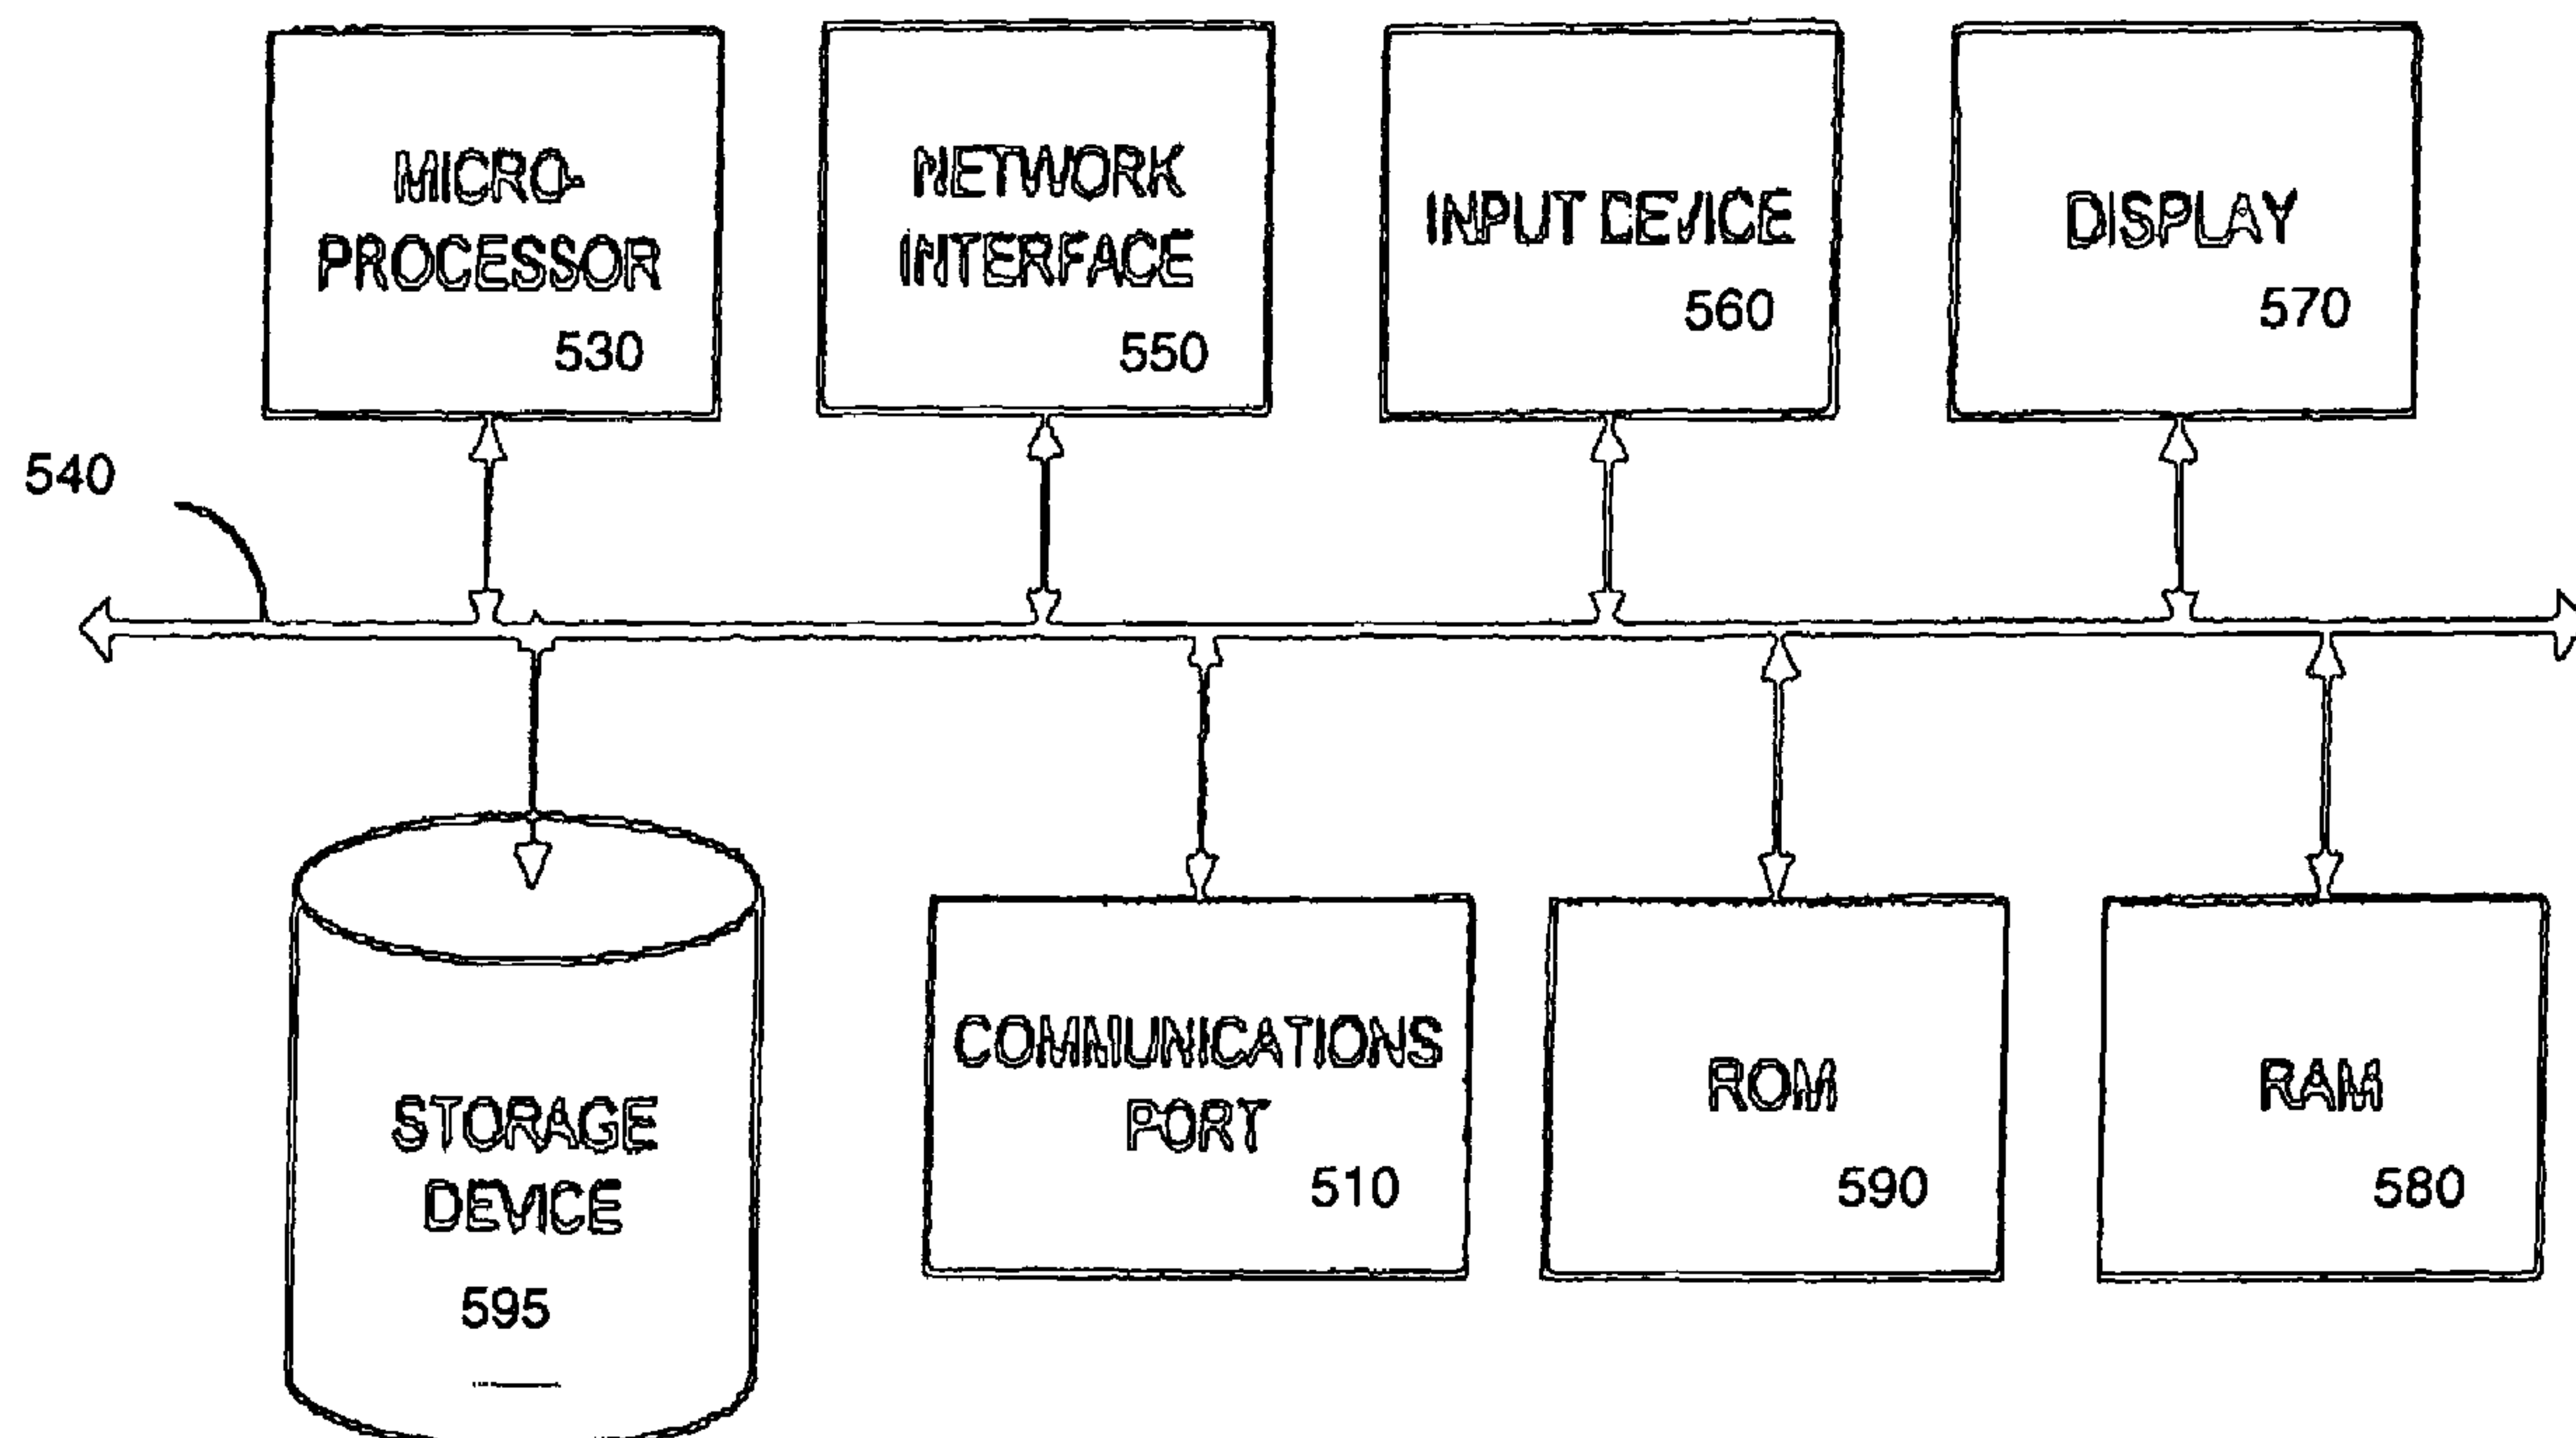 MICRO-
PROCESSOR
530
NETWORK
INTERFACE
550
INPUT DEVICE
560
DISPLAY
570
540
STORAGE
DEVICE
595
COMMUNICATIONS
PORT
510
ROM
590
RAM
580